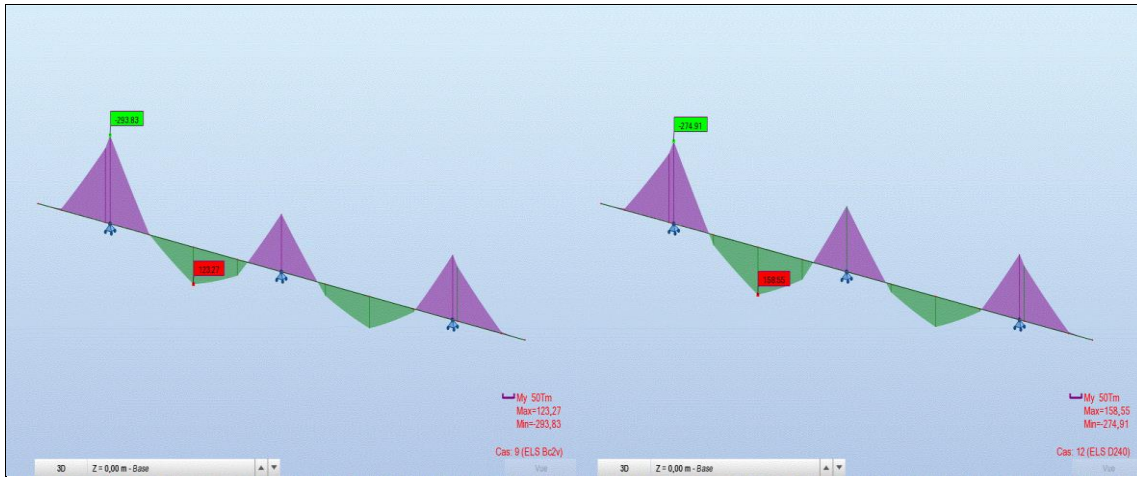 -293.83
123.27
My 50Tm
Max=123,27
Min=-293,83
Cas: 9 (ELS Bc2v)
3D Z = 0,00 m - Base
Vue
-274.91
158.55
My 50Tm
Max=158,55
Min=-274,91
Cas: 12 (ELS D240)
3D Z = 0,00 m - Base
Vue